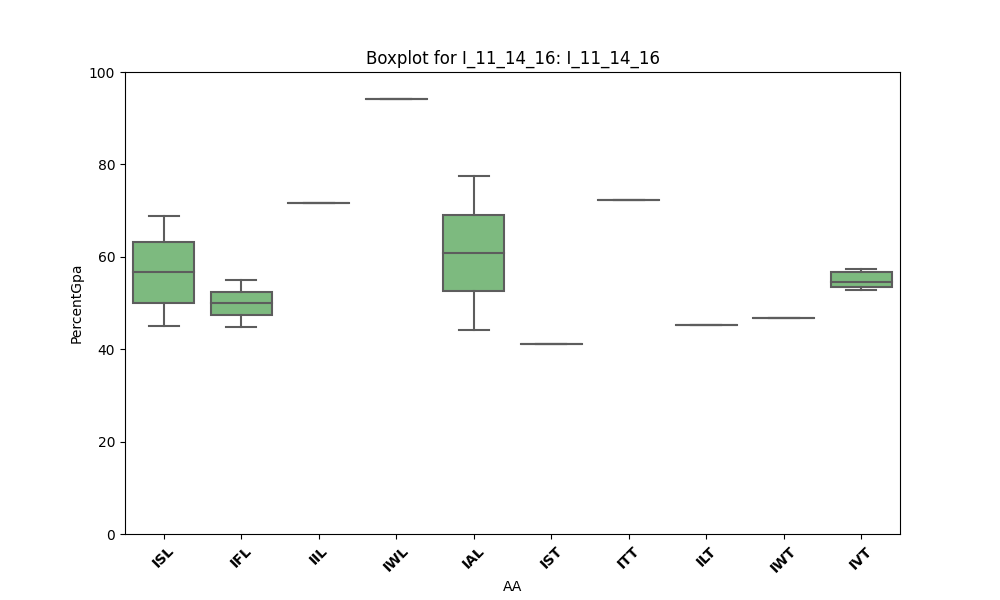 Boxplot for I_11_14_16: I_11_14_16
100
80
60
40
20
0
PercentGpa
ISL IFL IIL IWL IAL IST ITT ILT IWT IVT
AA